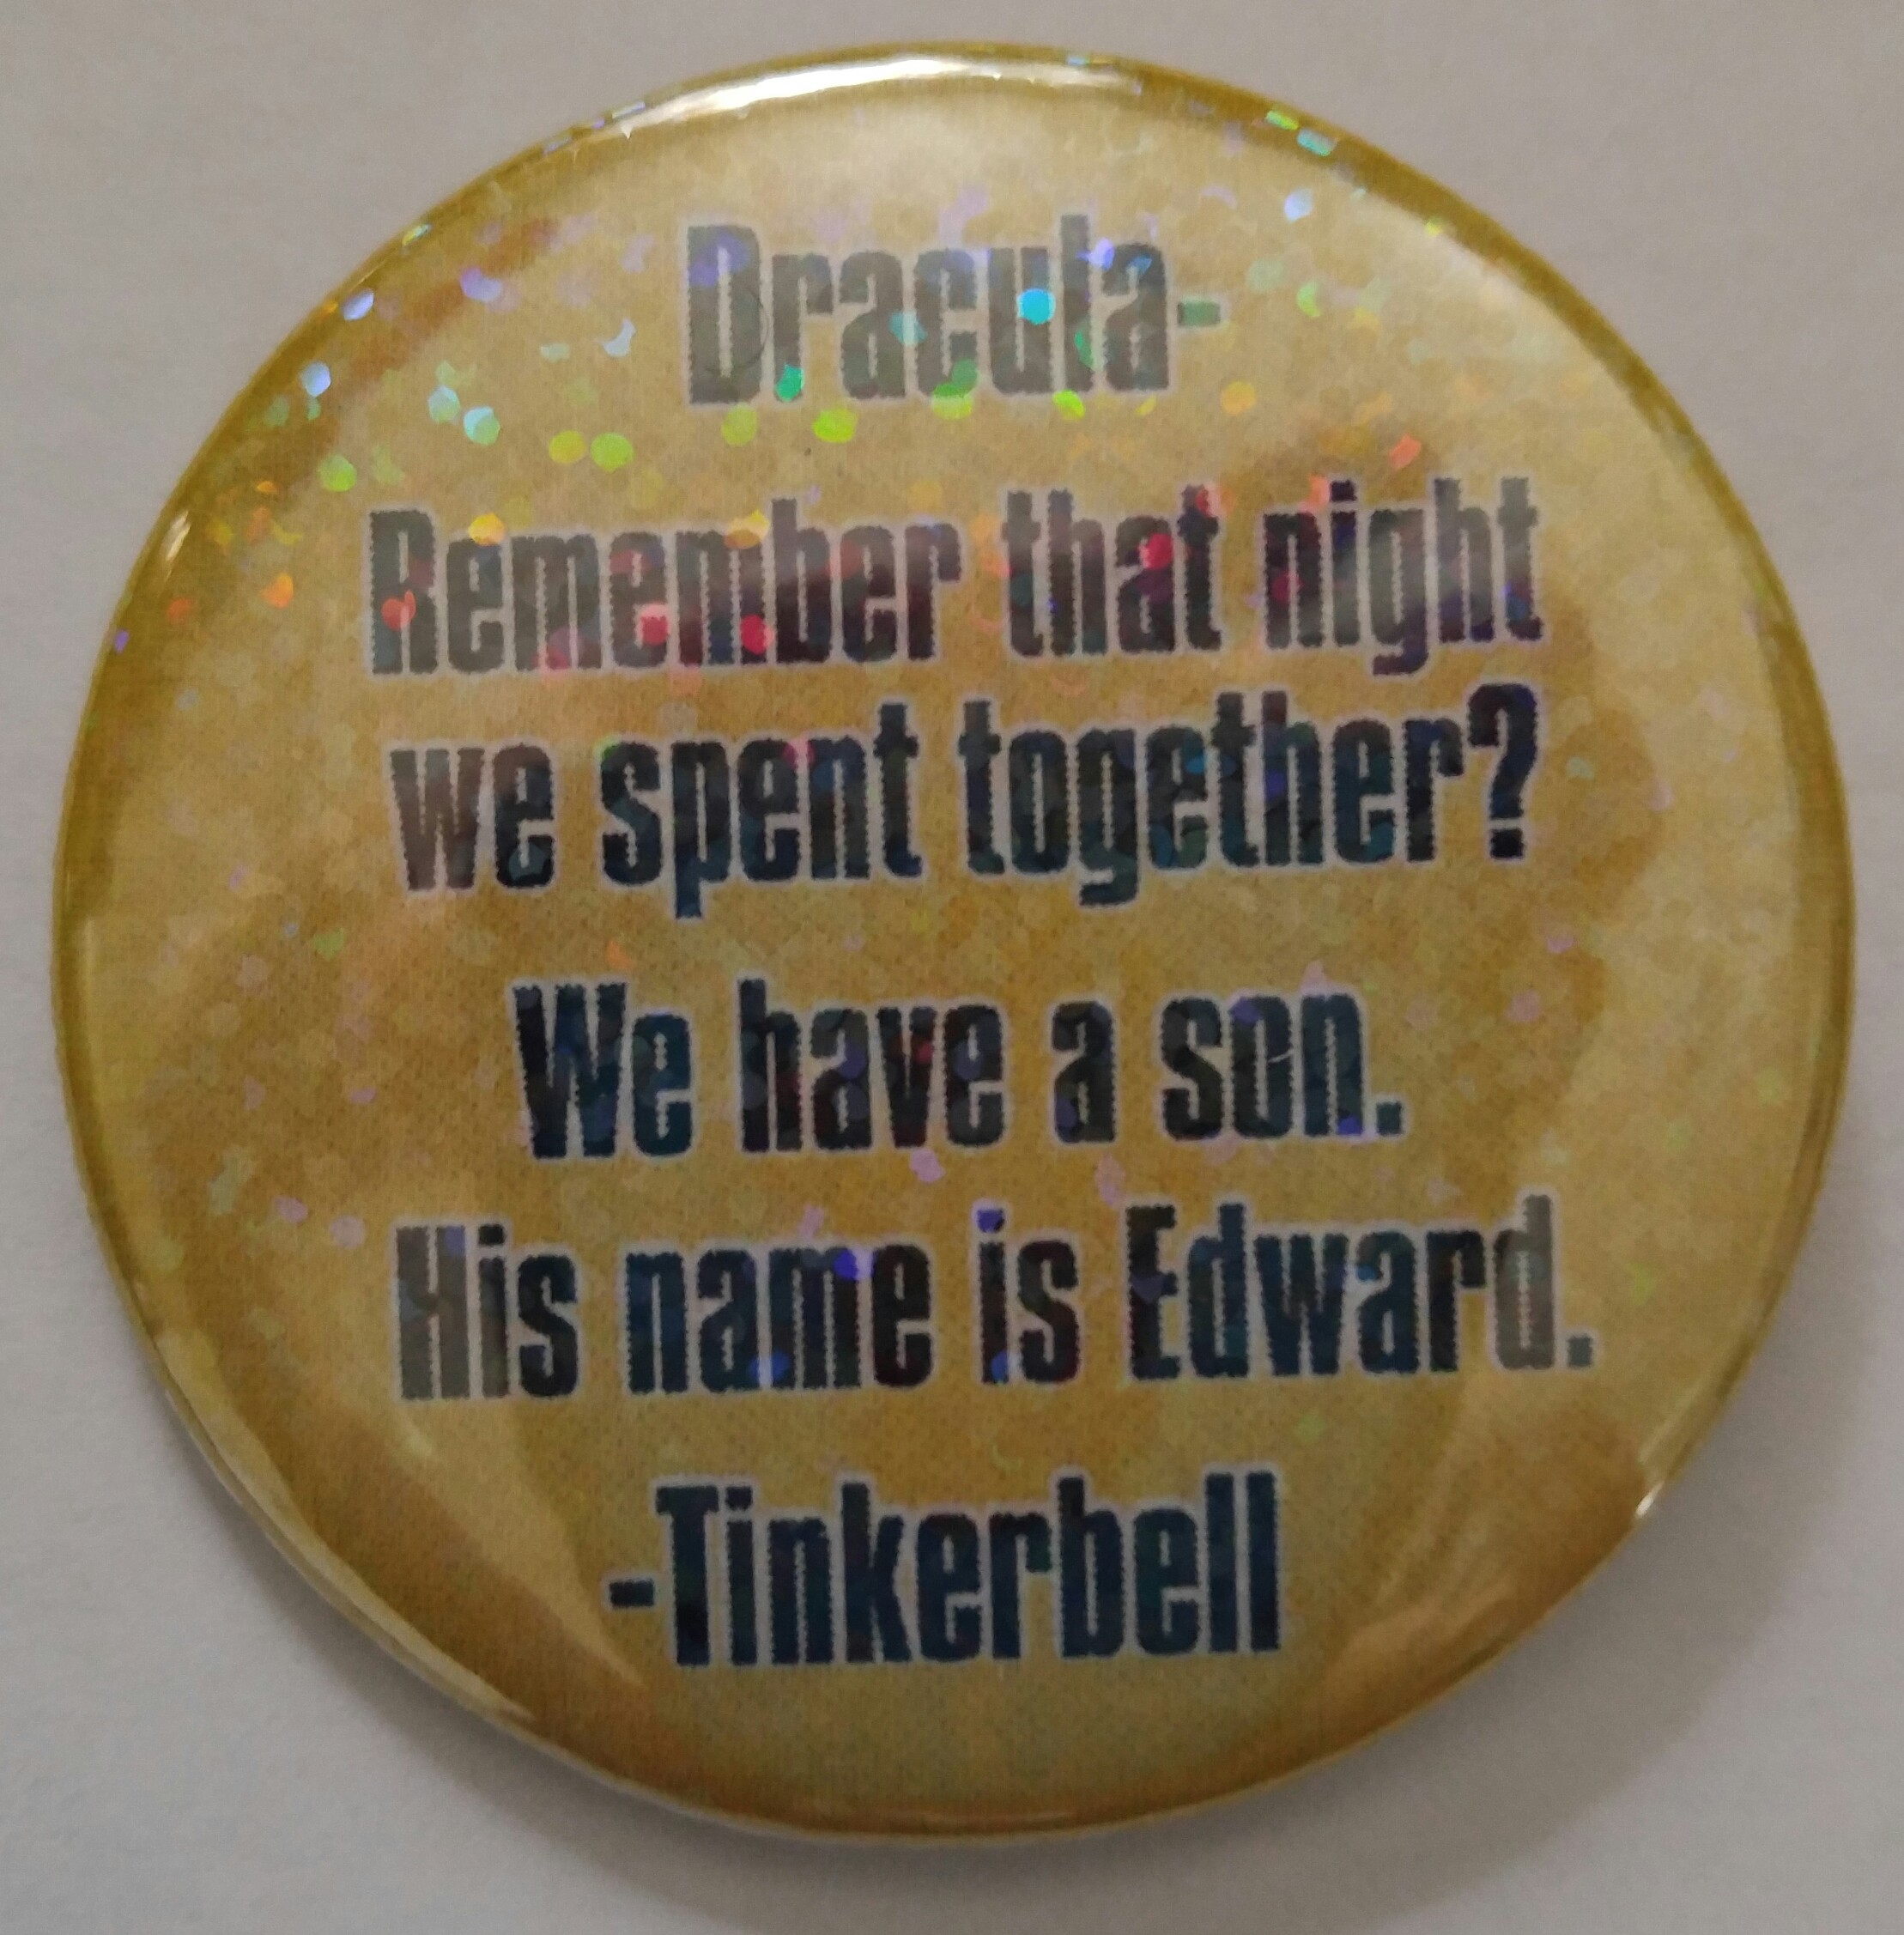 Dracula-
Remember that night
we spent together?
We have a son.
His name is Edward.
-Tinkerbell